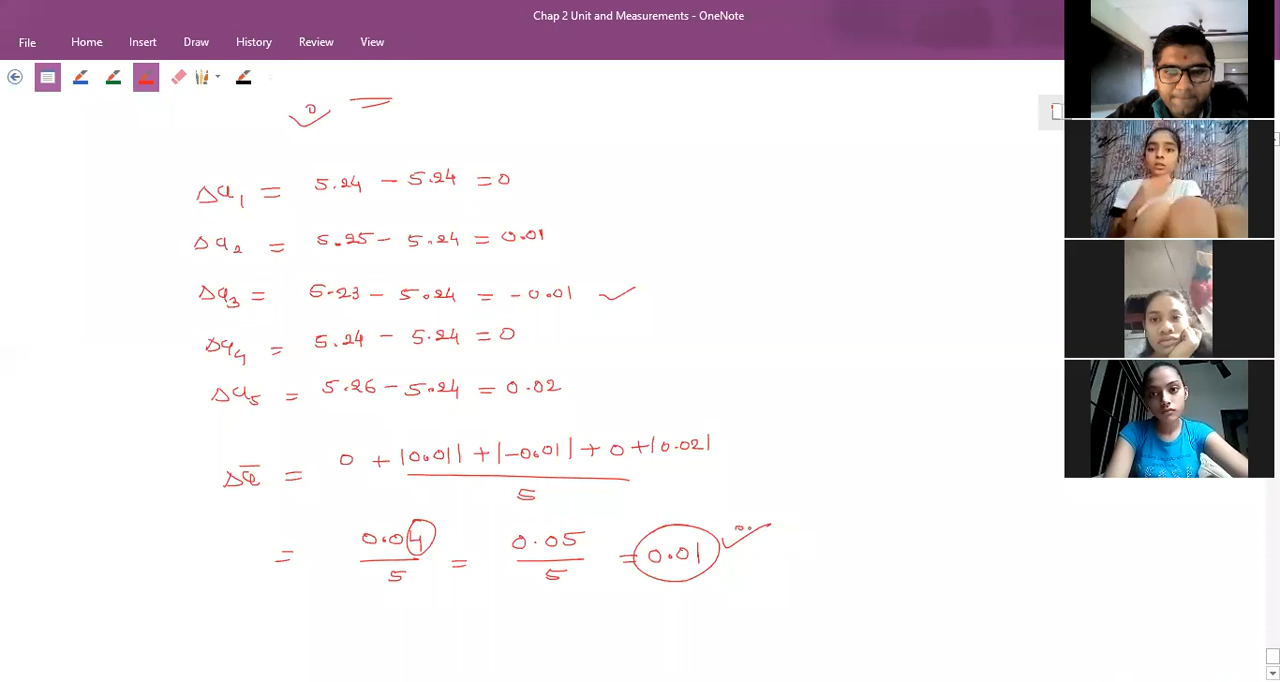 Chap 2 Unit and Measurements - OneNote
File Home Insert Draw History Review View
0
Δa1 = 5.24 - 5.24 = 0
Δa2 = 5.25 - 5.24 = 0.01
Δa3 = 5.23 - 5.24 = -0.01
Δa4 = 5.24 - 5.24 = 0
Δa5 = 5.26 - 5.24 = 0.02
Δā = 0 + |0.01| + |-0.01| + 0 + |0.02|
5
= 0.04 = 0.05 = 0.01
5 5